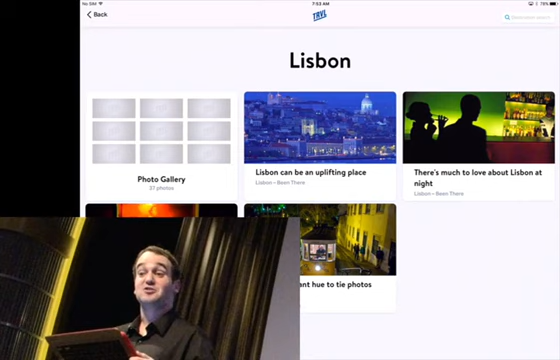 No SIM
7:53 AM
79%
Back
TRVL
Lisbon
Photo Gallery
37 photos
Lisbon can be an uplifting place
Lisbon – Been There
There's much to love about Lisbon at
night
Lisbon – Been There
ant hue to tie photos